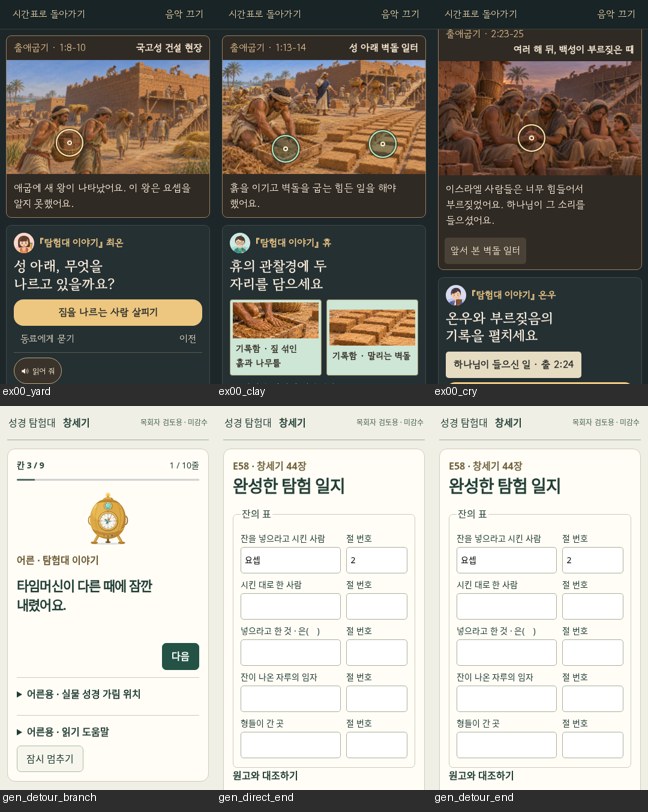 시간표로 돌아가기
음악 끄기
출애굽기 · 1:8-10
국고성 건설 현장
애굽에 새 왕이 나타났어요. 이 왕은 요셉을
알지 못했어요.
『탐험대 이야기』 최온
성 아래, 무엇을
나르고 있을까요?
짐을 나르는 사람 살피기
동료에게 묻기
이전
읽어 줘
ex00_yard
시간표로 돌아가기
음악 끄기
출애굽기 · 1:13-14
성 아래 벽돌 일터
흙을 이기고 벽돌을 굽는 힘든 일을 해야
했어요.
『탐험대 이야기』 휴
휴의 관찰경에 두
자리를 담으세요
기록함 · 짚 섞인
흙과 나무틀
기록함 · 말리는 벽돌
ex00_clay
시간표로 돌아가기
음악 끄기
출애굽기 · 2:23-25
여러 해 뒤, 백성이 부르짖은 때
이스라엘 사람들은 너무 힘들어서
부르짖었어요. 하나님이 그 소리를
들으셨어요.
앞서 본 벽돌 일터
『탐험대 이야기』 온우
온우와 부르짖음의
기록을 펼치세요
하나님이 들으신 일 · 출 2:24
ex00_cry
성경 탐험대 창세기
목회자 검토용 · 미감수
칸 3 / 9
1 / 10줄
어른 · 탐험대 이야기
타임머신이 다른 때에 잠깐
내렸어요.
다음
▶ 어른용 · 실물 성경 가림 위치
▶ 어른용 · 읽기 도움말
잠시 멈추기
gen_detour_branch
성경 탐험대 창세기
목회자 검토용 · 미감수
E58 · 창세기 44장
완성한 탐험 일지
잔의 표
잔을 넣으라고 시킨 사람
절 번호
요셉
2
시킨 대로 한 사람
절 번호
넣으라고 한 것 · 은( )
절 번호
잔이 나온 자루의 임자
절 번호
형들이 간 곳
절 번호
원고와 대조하기
gen_direct_end
성경 탐험대 창세기
목회자 검토용 · 미감수
E58 · 창세기 44장
완성한 탐험 일지
잔의 표
잔을 넣으라고 시킨 사람
절 번호
요셉
2
시킨 대로 한 사람
절 번호
넣으라고 한 것 · 은( )
절 번호
잔이 나온 자루의 임자
절 번호
형들이 간 곳
절 번호
원고와 대조하기
gen_detour_end